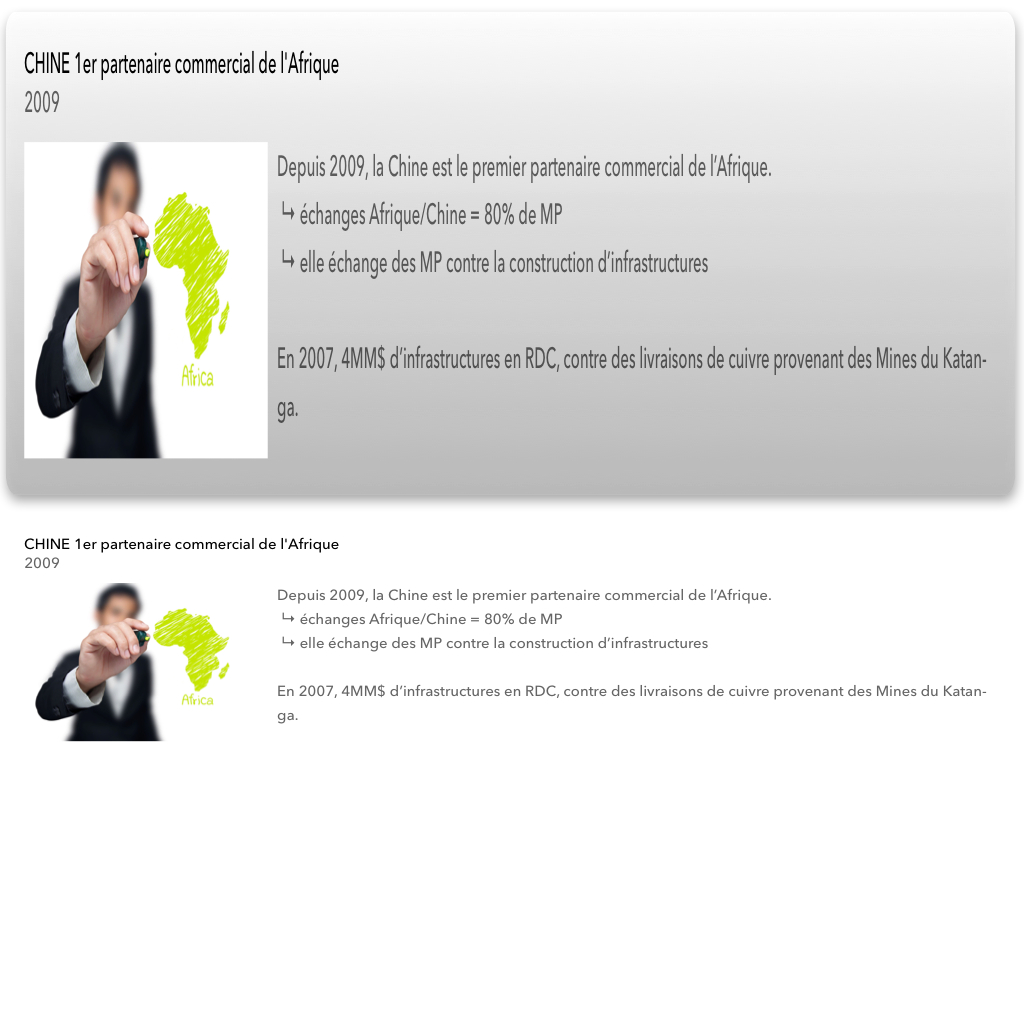 CHINE 1er partenaire commercial de l'Afrique
2009
Depuis 2009, la Chine est le premier partenaire commercial de l’Afrique.
↳ échanges Afrique/Chine = 80% de MP
↳ elle échange des MP contre la construction d’infrastructures
En 2007, 4MM$ d’infrastructures en RDC, contre des livraisons de cuivre provenant des Mines du Katan-
ga.
Africa
CHINE 1er partenaire commercial de l'Afrique
2009
Depuis 2009, la Chine est le premier partenaire commercial de l’Afrique.
↳ échanges Afrique/Chine = 80% de MP
↳ elle échange des MP contre la construction d’infrastructures
En 2007, 4MM$ d’infrastructures en RDC, contre des livraisons de cuivre provenant des Mines du Katan-
ga.
Africa